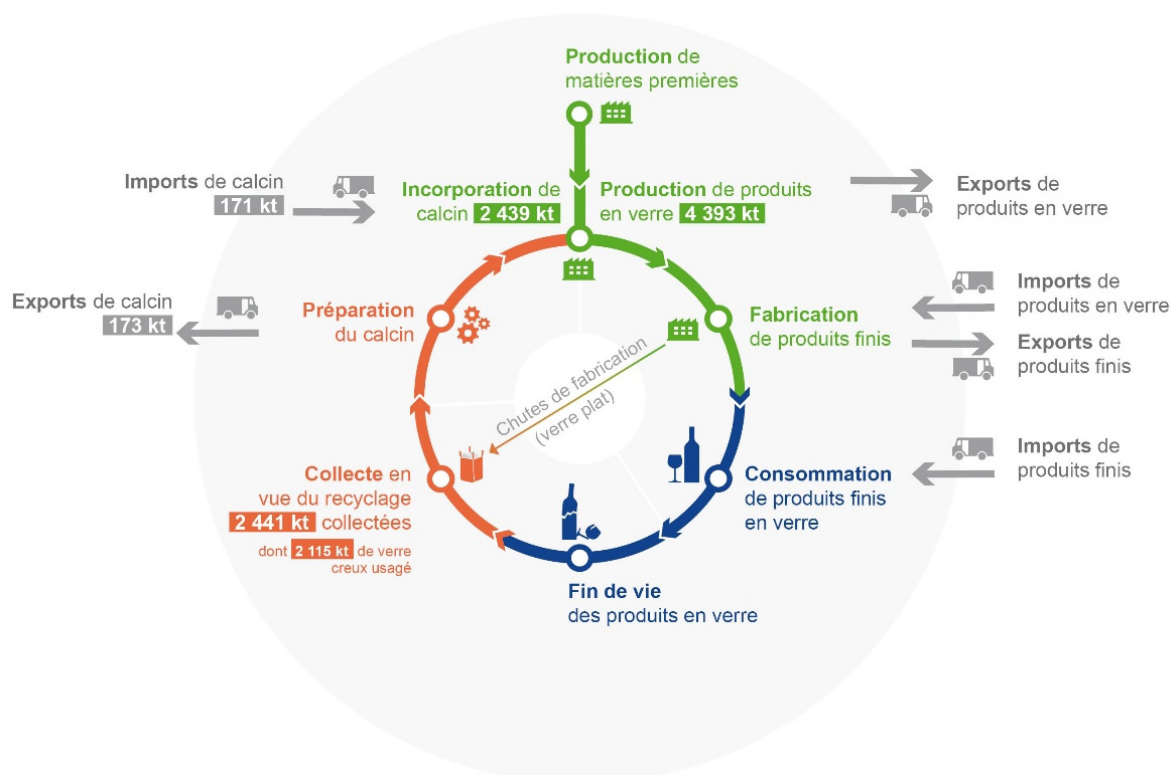 Production de
matières premières
Imports de calcin
171 kt
Incorporation de
calcin 2 439 kt
Production de produits
en verre 4 393 kt
Exports de
produits en verre
Exports de calcin
173 kt
Préparation
du calcin
Fabrication
de produits finis
Imports de
produits en verre
Exports de
produits finis
Chutes de fabrication
(verre plat)
Collecte en
vue du recyclage
2 441 kt collectées
dont 2 115 kt de verre
creux usagé
Consommation
de produits finis
en verre
Imports de
produits finis
Fin de vie
des produits en verre